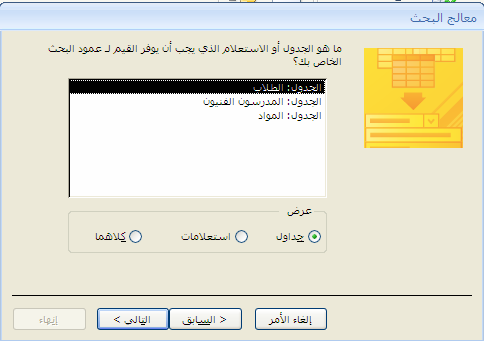 معالج البحث
ما هو الجدول أو الاستعلام الذي يجب أن يوفر القيم لـ عمود البحث
الخاص بك؟
الجدول: الطلاب
الجدول: المدرسون الفنيون
الجدول: المواد
عرض
جداول
استعلامات
كلاهما
إلغاء الأمر
< السابق
التالي >
إنهاء